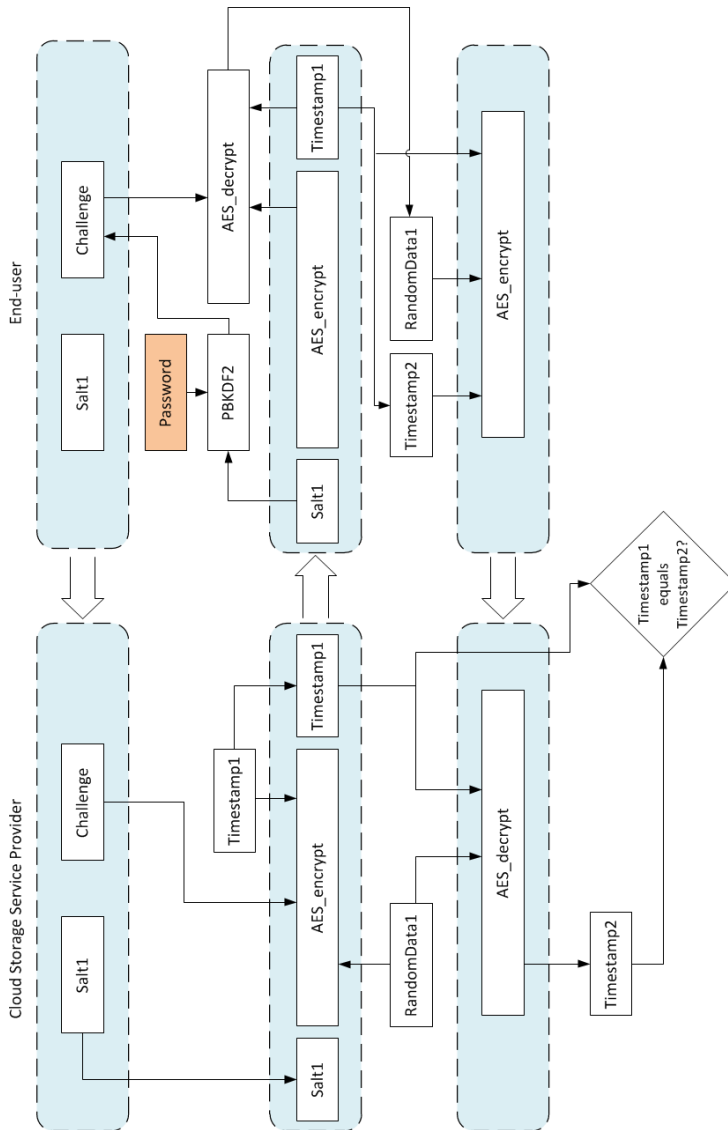 Cloud Storage Service Provider
End-user
Salt1
Challenge
Salt1
Challenge
Password
PBKDF2
AES_decrypt
Timestamp1
Salt1
AES_encrypt
Timestamp1
Salt1
AES_encrypt
Timestamp1
RandomData1
Timestamp2
RandomData1
AES_decrypt
AES_encrypt
Timestamp2
Timestamp1
equals
Timestamp2?